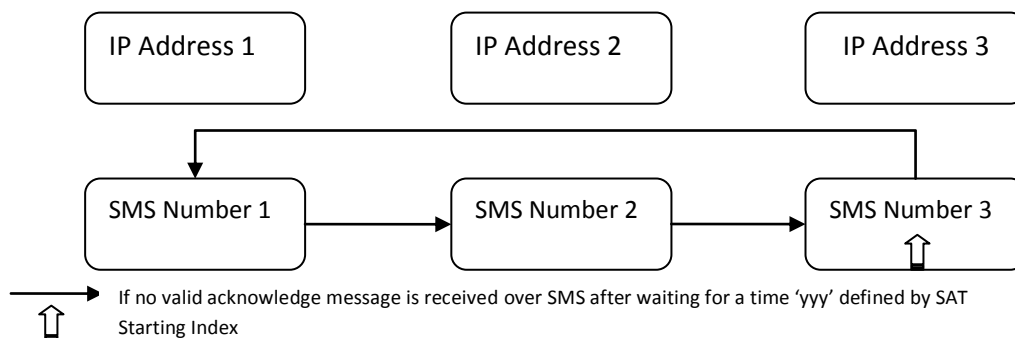 IP Address 1
IP Address 2
IP Address 3
SMS Number 1
SMS Number 2
SMS Number 3
If no valid acknowledge message is received over SMS after waiting for a time ‘yyy’ defined by SAT
Starting Index